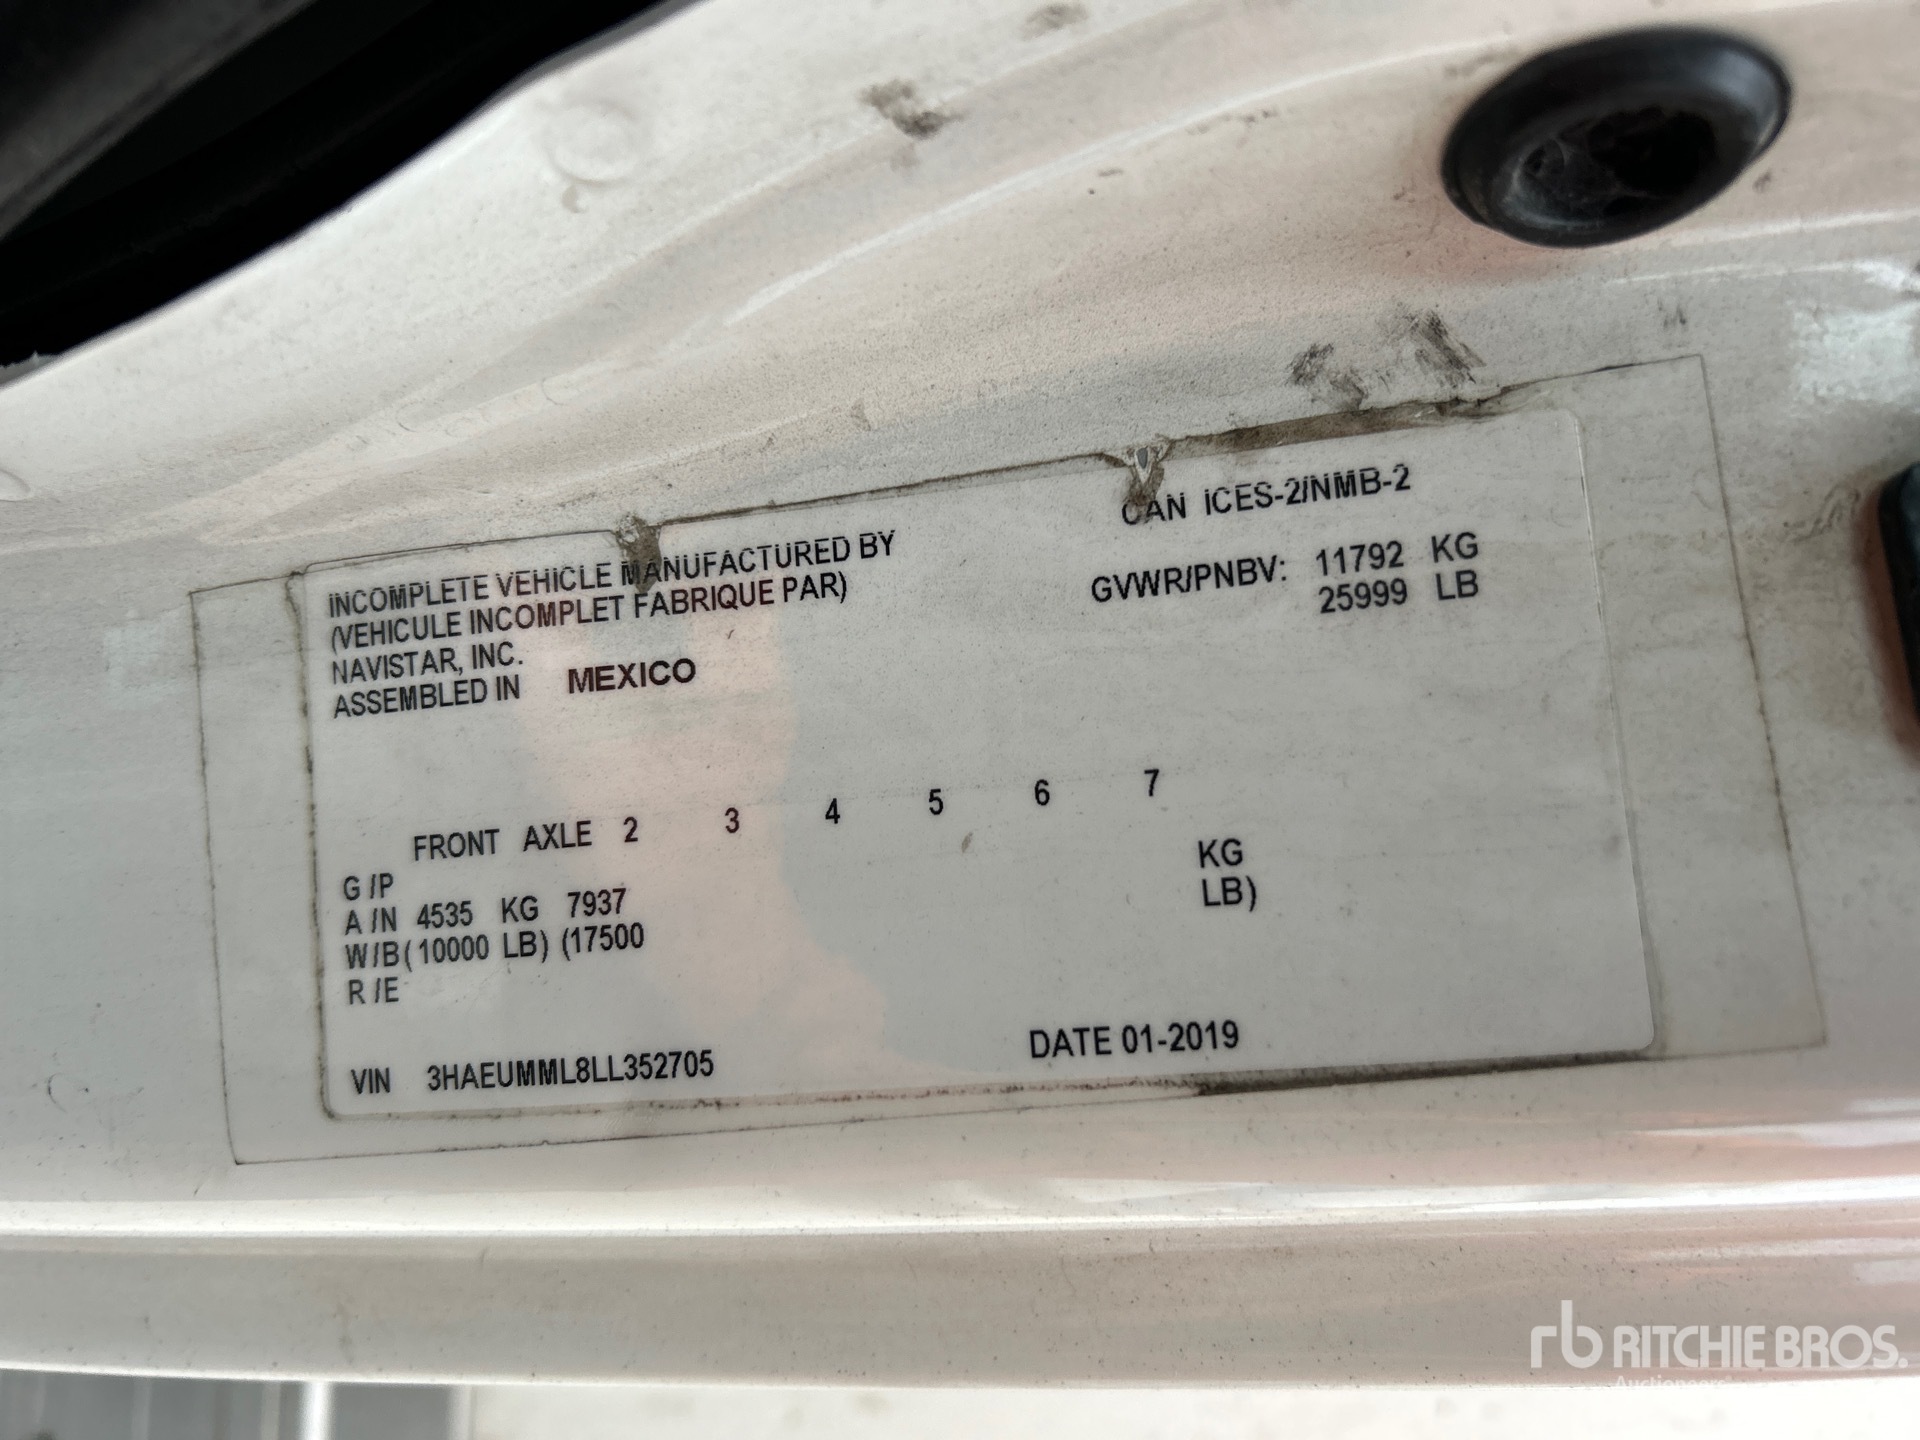 CAN ICES-2/NMB-2
INCOMPLETE VEHICLE MANUFACTURED BY
(VEHICULE INCOMPLET FABRIQUE PAR)
NAVISTAR, INC.
ASSEMBLED IN MEXICO
GVWR/PNBV: 11792 KG
25999 LB
FRONT AXLE 2 3 4 5 6 7
G/P
A/N 4535 KG 7937 KG
W/B (10000 LB) (17500 LB)
R/E
VIN 3HAEUMML8LL352705 DATE 01-2019
rb RITCHIE BROS.
Auctioneers